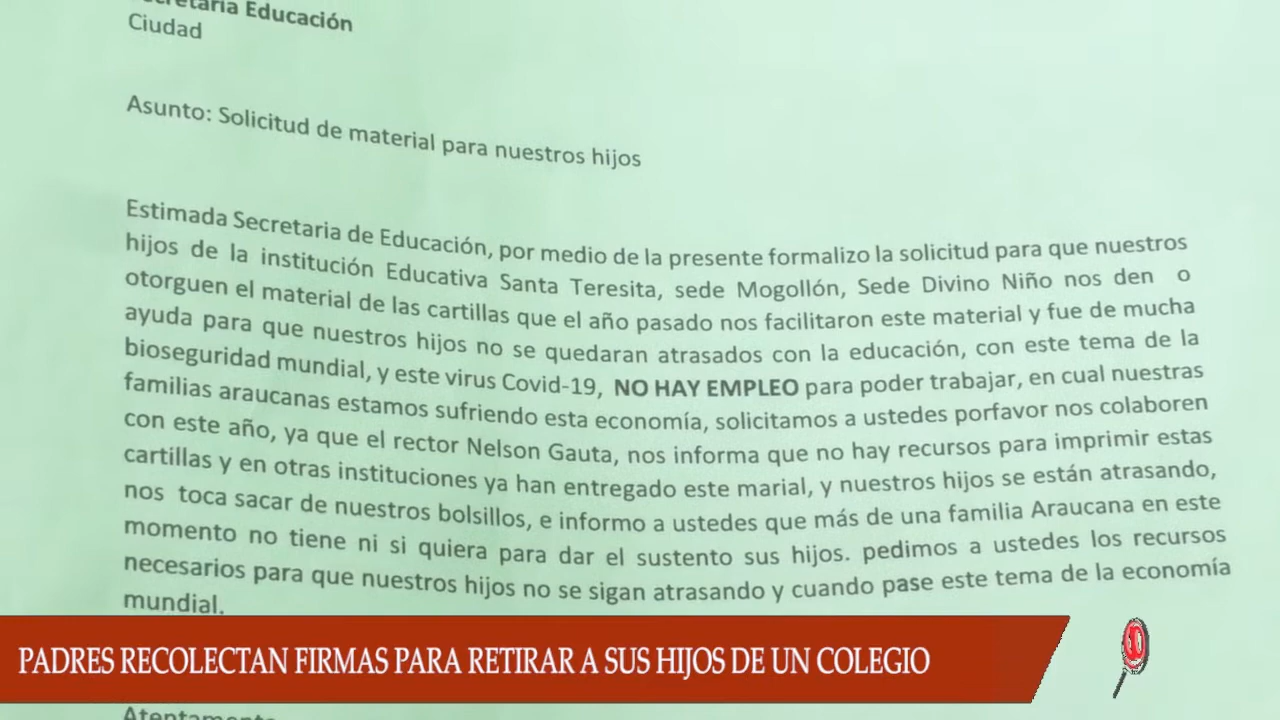 Secretaria Educación
Ciudad
Asunto: Solicitud de material para nuestros hijos
Estimada Secretaria de Educación, por medio de la presente formalizo la solicitud para que nuestros
hijos de la institución Educativa Santa Teresita, sede Mogollón, Sede Divino Niño nos den o
otorguen el material de las cartillas que el año pasado nos facilitaron este material y fue de mucha
ayuda para que nuestros hijos no se quedaran atrasados con la educación, con este tema de la
bioseguridad mundial, y este virus Covid-19, NO HAY EMPLEO para poder trabajar, en cual nuestras
familias araucanas estamos sufriendo esta economía, solicitamos a ustedes porfavor nos colaboren
con este año, ya que el rector Nelson Gauta, nos informa que no hay recursos para imprimir estas
cartillas y en otras instituciones ya han entregado este marial, y nuestros hijos se están atrasando,
nos toca sacar de nuestros bolsillos, e informo a ustedes que más de una familia Araucana en este
momento no tiene ni si quiera para dar el sustento sus hijos. pedimos a ustedes los recursos
necesarios para que nuestros hijos no se sigan atrasando y cuando pase este tema de la economía
mundial.
PADRES RECOLECTAN FIRMAS PARA RETIRAR A SUS HIJOS DE UN COLEGIO
Atentamente